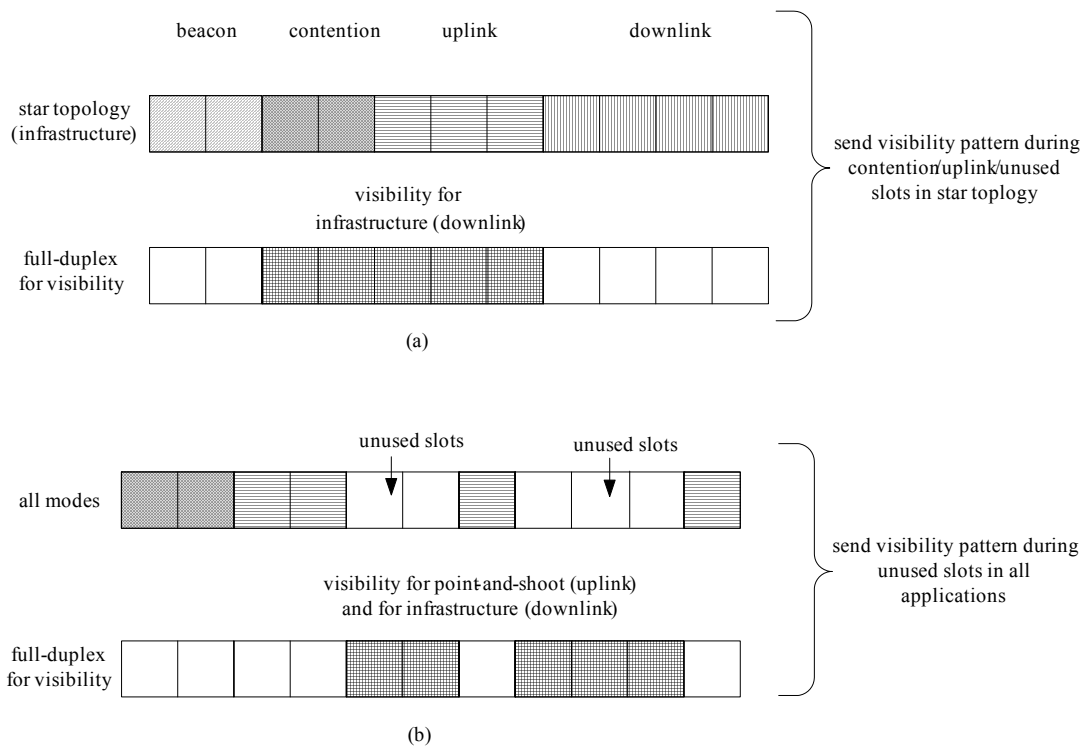 beacon contention uplink downlink
star topology
(infrastructure)
send visibility pattern during
contention/uplink/unused
slots in star toplogy
visibility for
infrastructure (downlink)
full-duplex
for visibility
(a)
unused slots unused slots
all modes
send visibility pattern during
unused slots in all
applications
visibility for point-and-shoot (uplink)
and for infrastructure (downlink)
full-duplex
for visibility
(b)